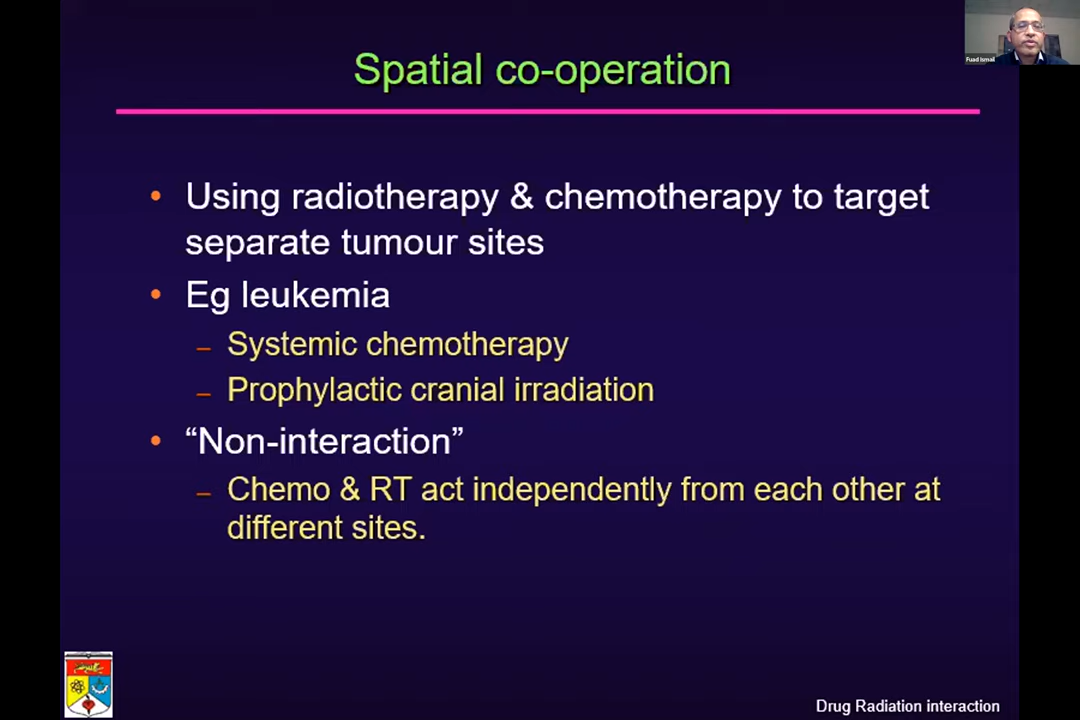 Fuad Ismail
Spatial co-operation
• Using radiotherapy & chemotherapy to target
separate tumour sites
• Eg leukemia
– Systemic chemotherapy
– Prophylactic cranial irradiation
• “Non-interaction”
– Chemo & RT act independently from each other at
different sites.
Drug Radiation interaction